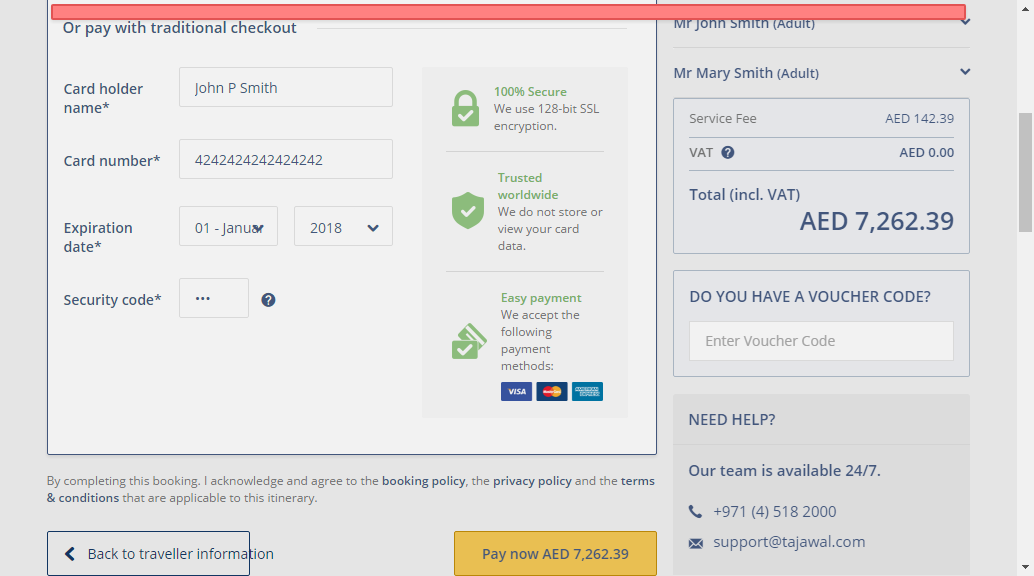 Or pay with traditional checkout
Card holder
name*
John P Smith
Card number*
4242424242424242
Expiration
date*
01 - Januar
2018
Security code*
•••
?
100% Secure
We use 128-bit SSL
encryption.
Trusted
worldwide
We do not store or
view your card
data.
Easy payment
We accept the
following
payment
methods:
VISA
By completing this booking. I acknowledge and agree to the booking policy, the privacy policy and the terms
& conditions that are applicable to this itinerary.
Back to traveller information
Pay now AED 7,262.39
Mr John Smith (Adult)
Mr Mary Smith (Adult)
Service Fee AED 142.39
VAT ? AED 0.00
Total (incl. VAT)
AED 7,262.39
DO YOU HAVE A VOUCHER CODE?
Enter Voucher Code
NEED HELP?
Our team is available 24/7.
+971 (4) 518 2000
support@tajawal.com